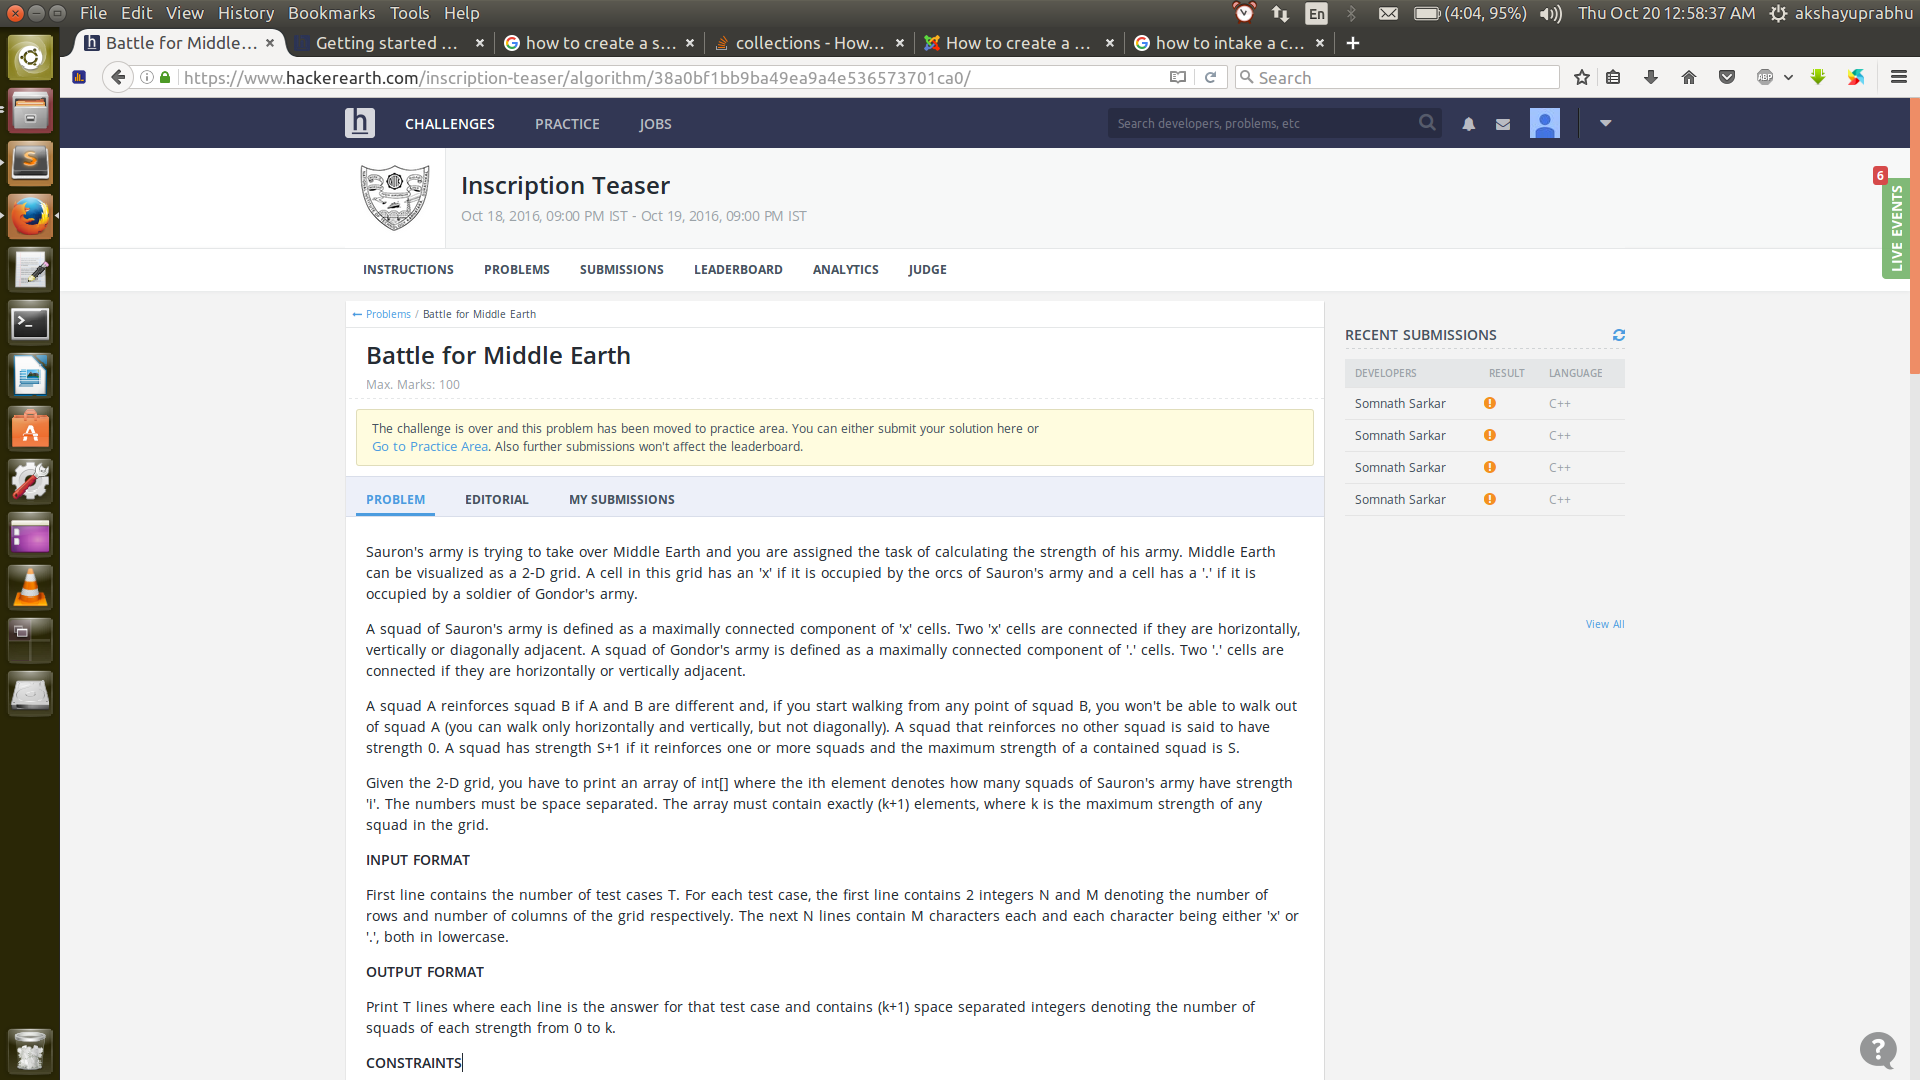 File Edit View History Bookmarks Tools Help
En (4:04, 95%) Thu Oct 20 12:58:37 AM akshayuprabhu
Battle for Middle... × Getting started ... × how to create a s... × collections - How... × How to create a ... × how to intake a c... ×
https://www.hackerearth.com/inscription-teaser/algorithm/38a0bf1bb9ba49ea9a4e536573701ca0/ Search ABP
h CHALLENGES PRACTICE JOBS Search developers, problems, etc
Inscription Teaser
Oct 18, 2016, 09:00 PM IST - Oct 19, 2016, 09:00 PM IST
6
LIVE EVENTS
INSTRUCTIONS PROBLEMS SUBMISSIONS LEADERBOARD ANALYTICS JUDGE
← Problems / Battle for Middle Earth
Battle for Middle Earth
Max. Marks: 100
The challenge is over and this problem has been moved to practice area. You can either submit your solution here or
Go to Practice Area. Also further submissions won't affect the leaderboard.
PROBLEM EDITORIAL MY SUBMISSIONS
Sauron's army is trying to take over Middle Earth and you are assigned the task of calculating the strength of his army. Middle Earth
can be visualized as a 2-D grid. A cell in this grid has an 'x' if it is occupied by the orcs of Sauron's army and a cell has a '.' if it is
occupied by a soldier of Gondor's army.
A squad of Sauron's army is defined as a maximally connected component of 'x' cells. Two 'x' cells are connected if they are horizontally,
vertically or diagonally adjacent. A squad of Gondor's army is defined as a maximally connected component of '.' cells. Two '.' cells are
connected if they are horizontally or vertically adjacent.
A squad A reinforces squad B if A and B are different and, if you start walking from any point of squad B, you won't be able to walk out
of squad A (you can walk only horizontally and vertically, but not diagonally). A squad that reinforces no other squad is said to have
strength 0. A squad has strength S+1 if it reinforces one or more squads and the maximum strength of a contained squad is S.
Given the 2-D grid, you have to print an array of int[] where the ith element denotes how many squads of Sauron's army have strength
'i'. The numbers must be space separated. The array must contain exactly (k+1) elements, where k is the maximum strength of any
squad in the grid.
INPUT FORMAT
First line contains the number of test cases T. For each test case, the first line contains 2 integers N and M denoting the number of
rows and number of columns of the grid respectively. The next N lines contain M characters each and each character being either 'x' or
'.', both in lowercase.
OUTPUT FORMAT
Print T lines where each line is the answer for that test case and contains (k+1) space separated integers denoting the number of
squads of each strength from 0 to k.
CONSTRAINTS
RECENT SUBMISSIONS
DEVELOPERS RESULT LANGUAGE
Somnath Sarkar C++
Somnath Sarkar C++
Somnath Sarkar C++
Somnath Sarkar C++
View All
?